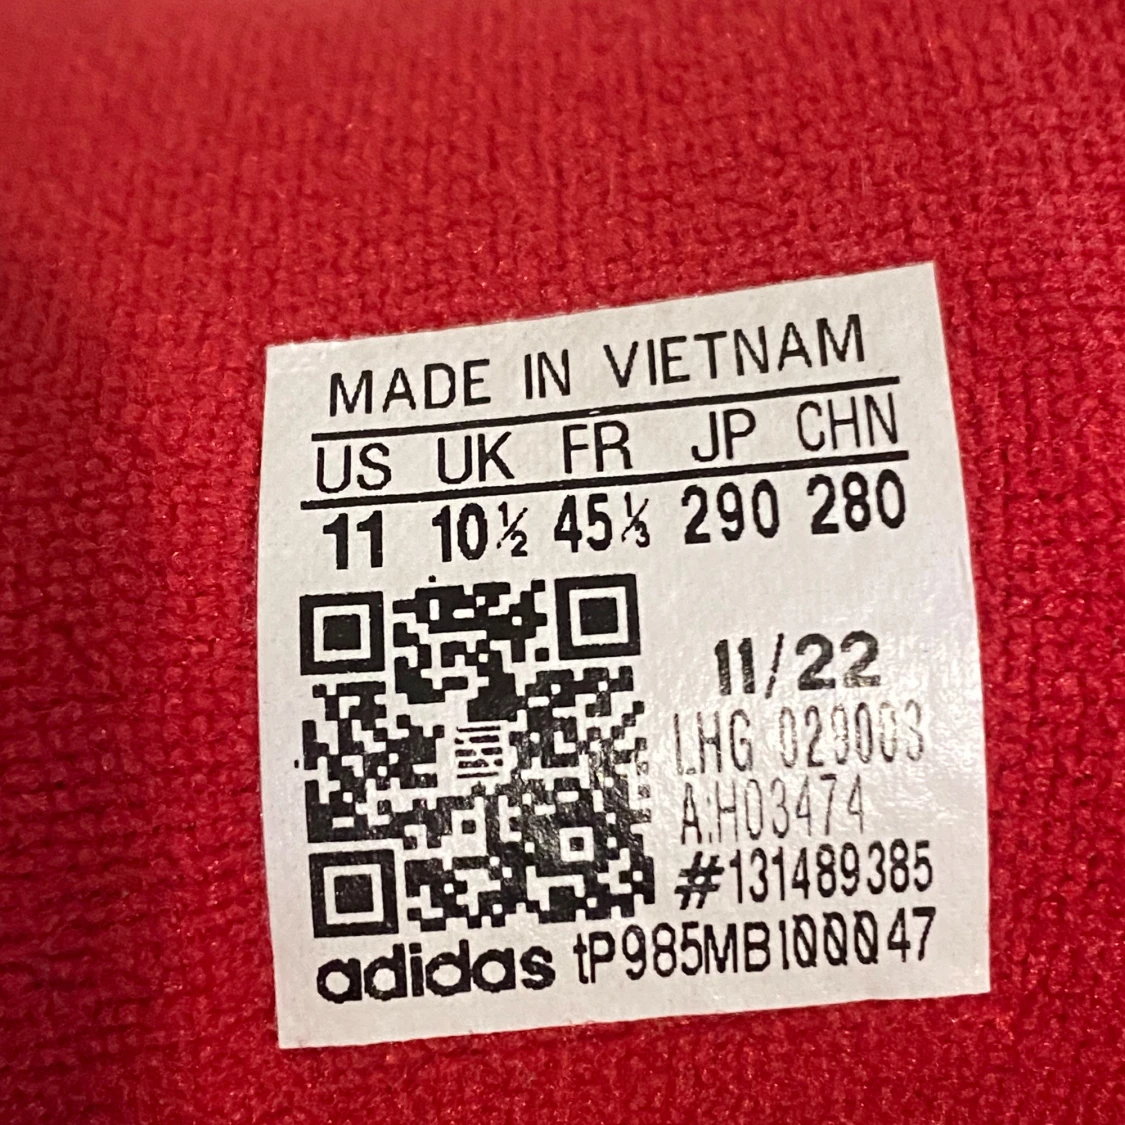 MADE IN VIETNAM
US UK FR JP CHN
11 10½ 45⅓ 290 280
11/22
LHG 029003
A:H03474
#131489385
adidas tP985MB100047